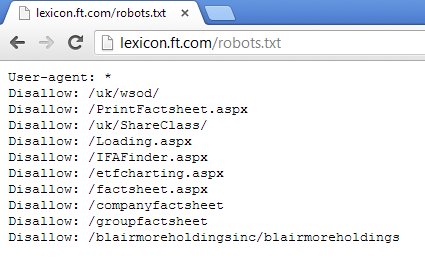 lexicon.ft.com/robots.txt
lexicon.ft.com/robots.txt
User-agent: *
Disallow: /uk/wsod/
Disallow: /PrintFactsheet.aspx
Disallow: /uk/ShareClass/
Disallow: /Loading.aspx
Disallow: /IFAFinder.aspx
Disallow: /etfcharting.aspx
Disallow: /factsheet.aspx
Disallow: /companyfactsheet
Disallow: /groupfactsheet
Disallow: /blairmoreholdingsinc/blairmoreholdings